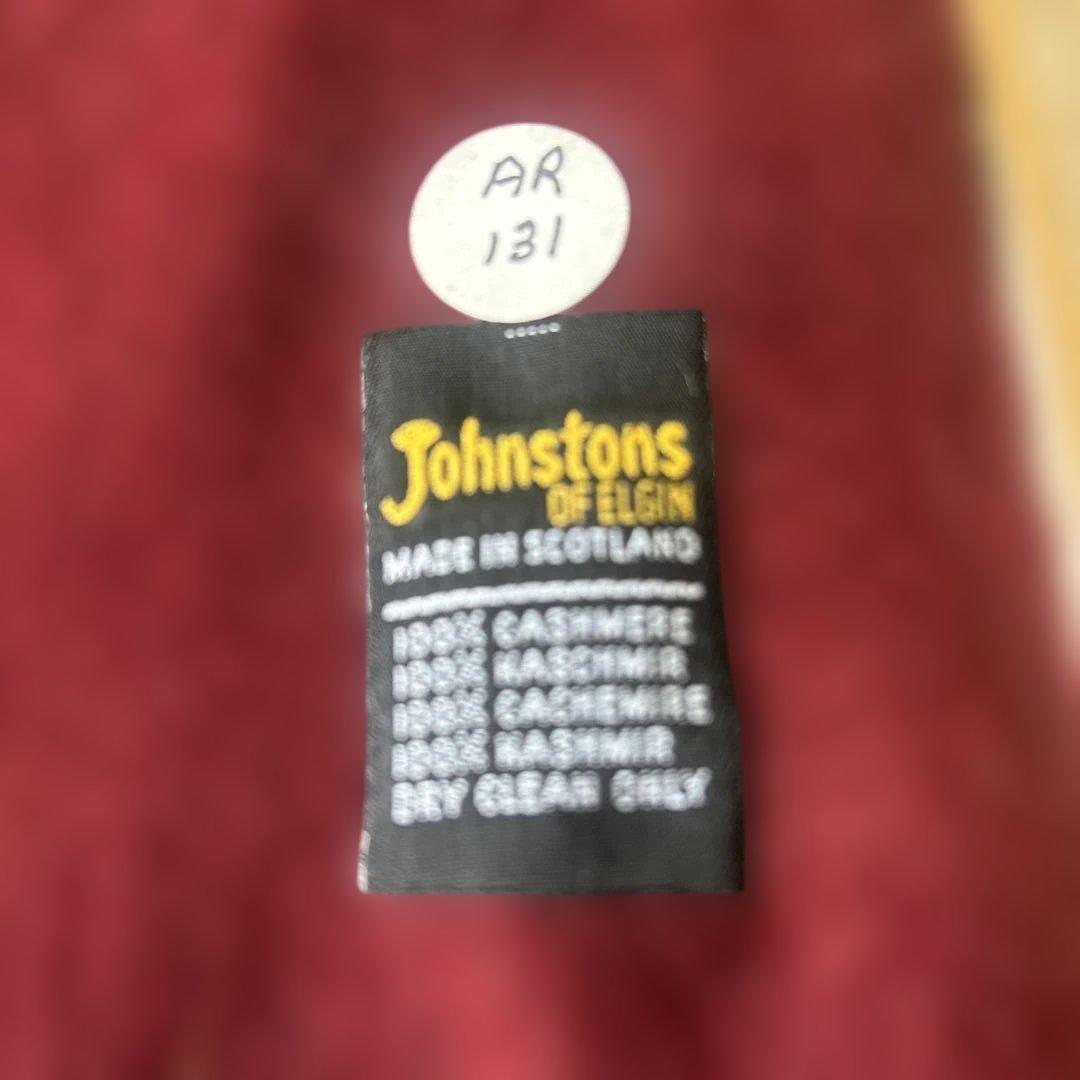 AR
131
Johnstons
OF ELGIN
MADE IN SCOTLAND
100% CASHMERE
100% KASCHMIR
100% CACHEMIRE
100% KASHMIR
DRY CLEAN ONLY